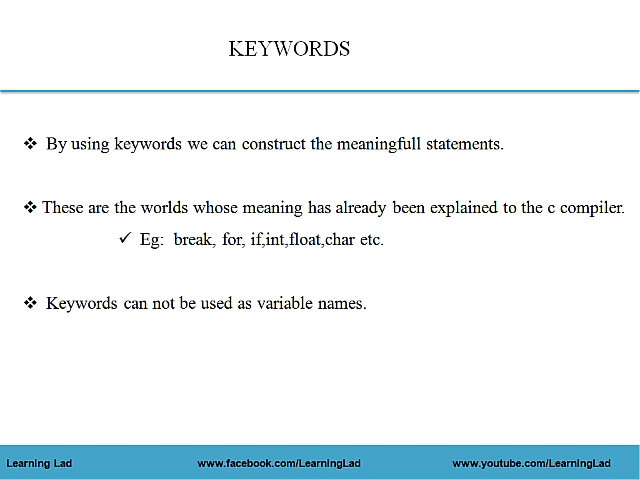 KEYWORDS
❖ By using keywords we can construct the meaningfull statements.
❖ These are the worlds whose meaning has already been explained to the c compiler.
✓ Eg: break, for, if,int,float,char etc.
❖ Keywords can not be used as variable names.
Learning Lad www.facebook.com/LearningLad www.youtube.com/LearningLad